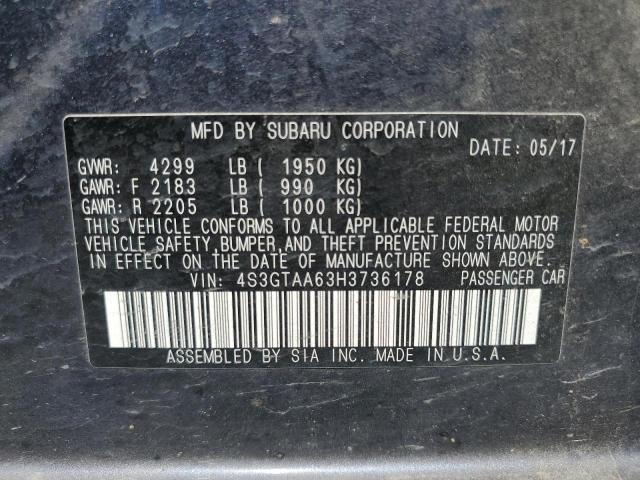 MFD BY SUBARU CORPORATION
DATE: 05/17
GVWR: 4299 LB ( 1950 KG)
GAWR: F 2183 LB ( 990 KG)
GAWR: R 2205 LB ( 1000 KG)
THIS VEHICLE CONFORMS TO ALL APPLICABLE FEDERAL MOTOR
VEHICLE SAFETY,BUMPER,AND THEFT PREVENTION STANDARDS
IN EFFECT ON THE DATE OF MANUFACTURE SHOWN ABOVE.
VIN: 4S3GTAA63H3736178 PASSENGER CAR
ASSEMBLED BY SIA INC. MADE IN U.S.A.